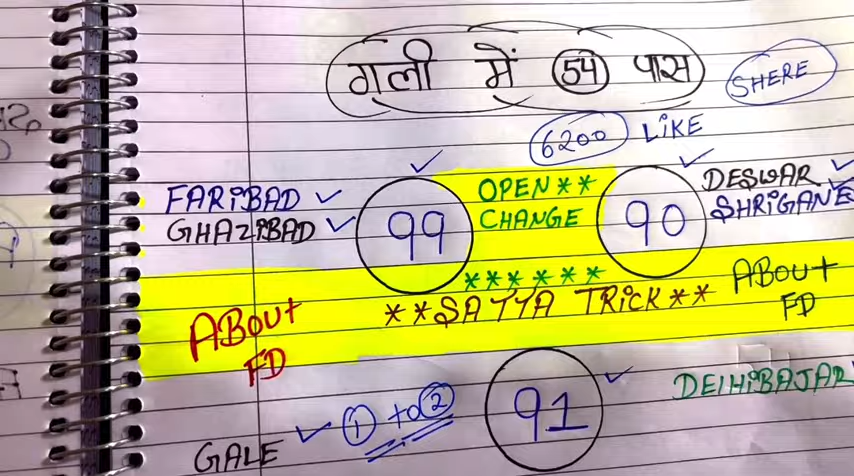 गली में 54 पास
SHERE
6200 LIKE
FARIBAD
GHAZIBAD
99
OPEN**
CHANGE
90
DESWAR
SHRIGANE
******
**SATTA TRICK**
ABOUT
FD
ABOUT
FD
91
DELHIBAJAR
GALE
1 to 2